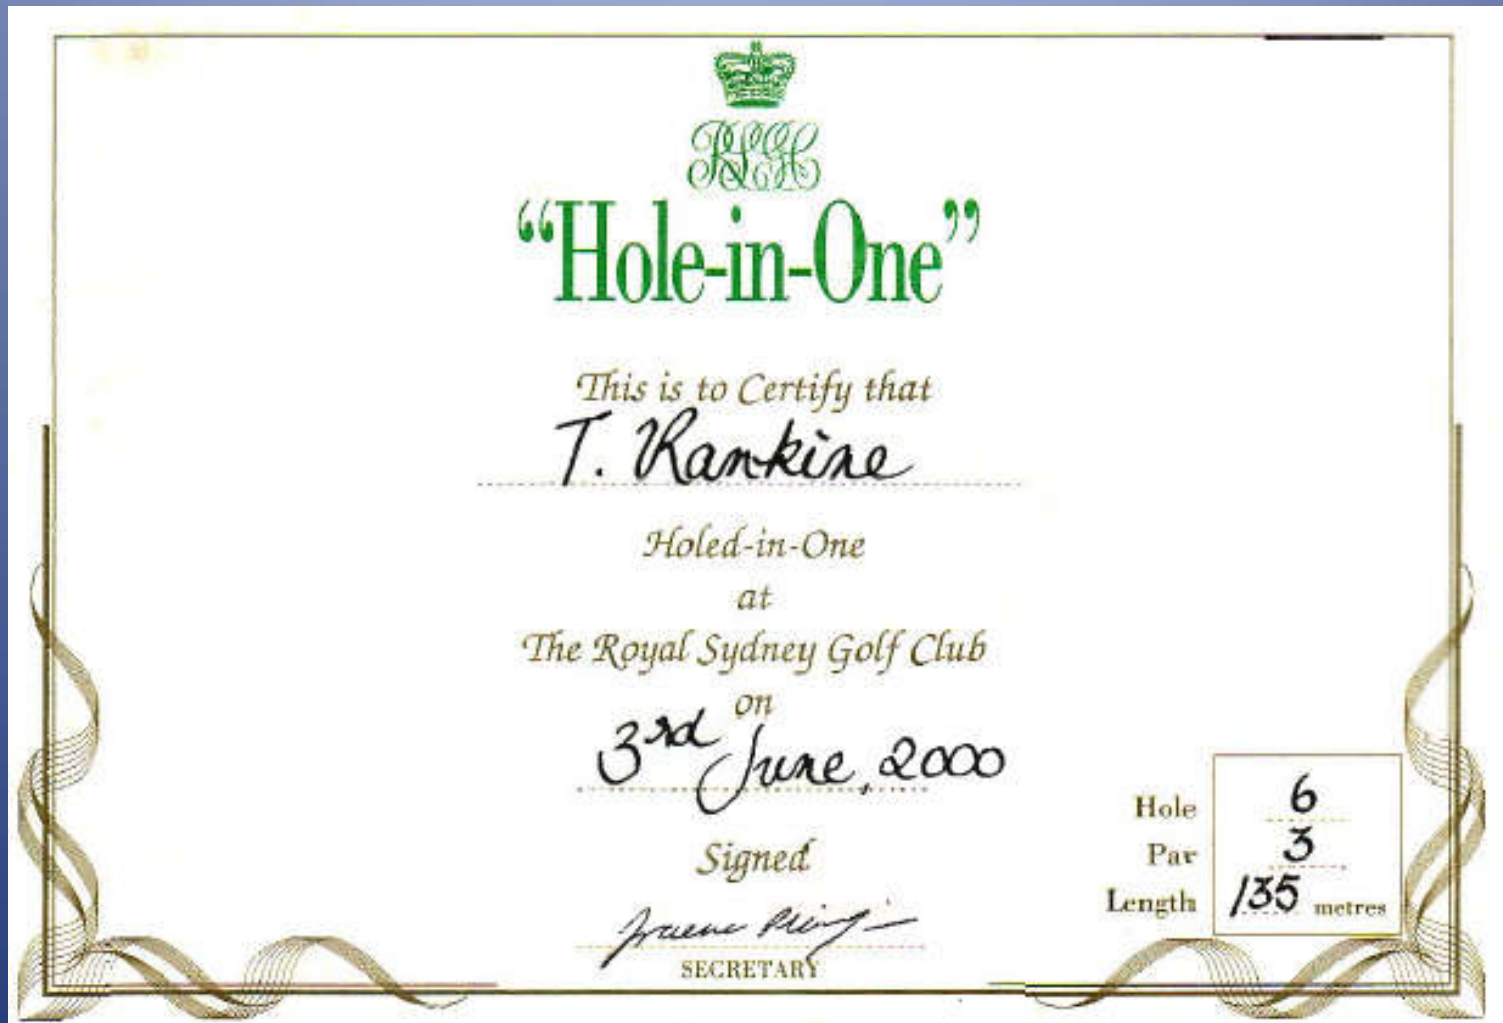 RSGC
“Hole-in-One”
This is to Certify that
T. Rankine
Holed-in-One
at
The Royal Sydney Golf Club
on
3rd June, 2000
Hole 6
Par 3
Length 135 metres
Signed
SECRETARY